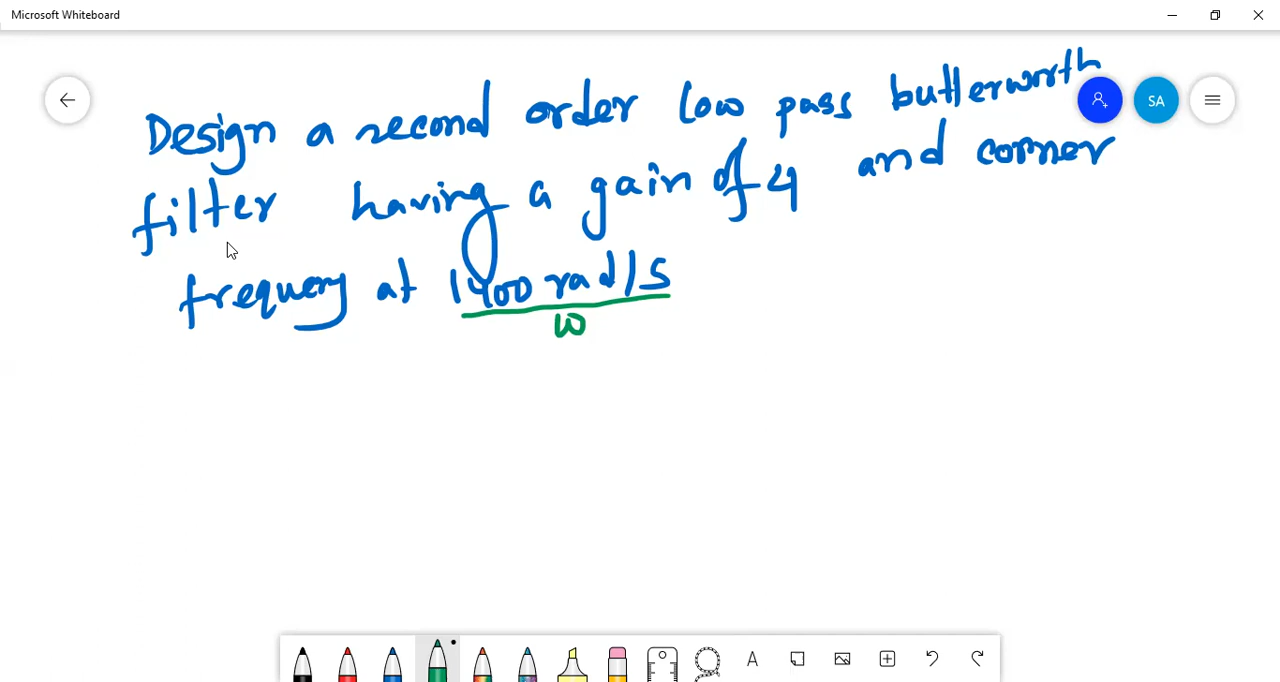 Microsoft Whiteboard
Design a second order low pass butterworth
filter having a gain of 4 and corner
frequency at 1400 rad/s
ω
SA
A